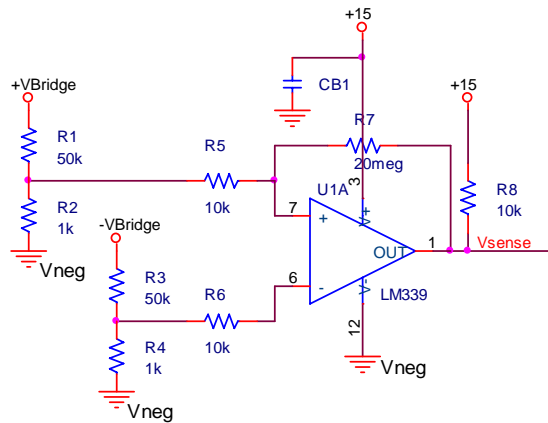 +15
+VBridge
+15
CB1
R1
50k
R5
R7
20meg
R8
10k
R2
1k
10k
U1A
3
V+
7
+
-VBridge
Vneg
OUT
1
Vsense
R3
50k
R6
6
-
V-
LM339
10k
12
R4
1k
Vneg
Vneg